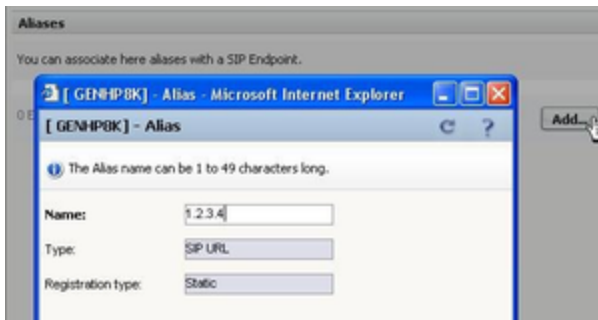 Aliases
You can associate here aliases with a SIP Endpoint.
[ GENHP8K] - Alias - Microsoft Internet Explorer
0 E
Add...
[ GENHP8K] - Alias
?
The Alias name can be 1 to 49 characters long.
Name: 1.2.3.4
Type: SIP URL
Registration type: Static